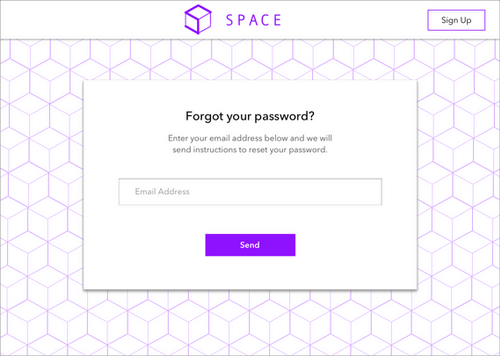 SPACE
Sign Up
Forgot your password?
Enter your email address below and we will
send instructions to reset your password.
Email Address
Send